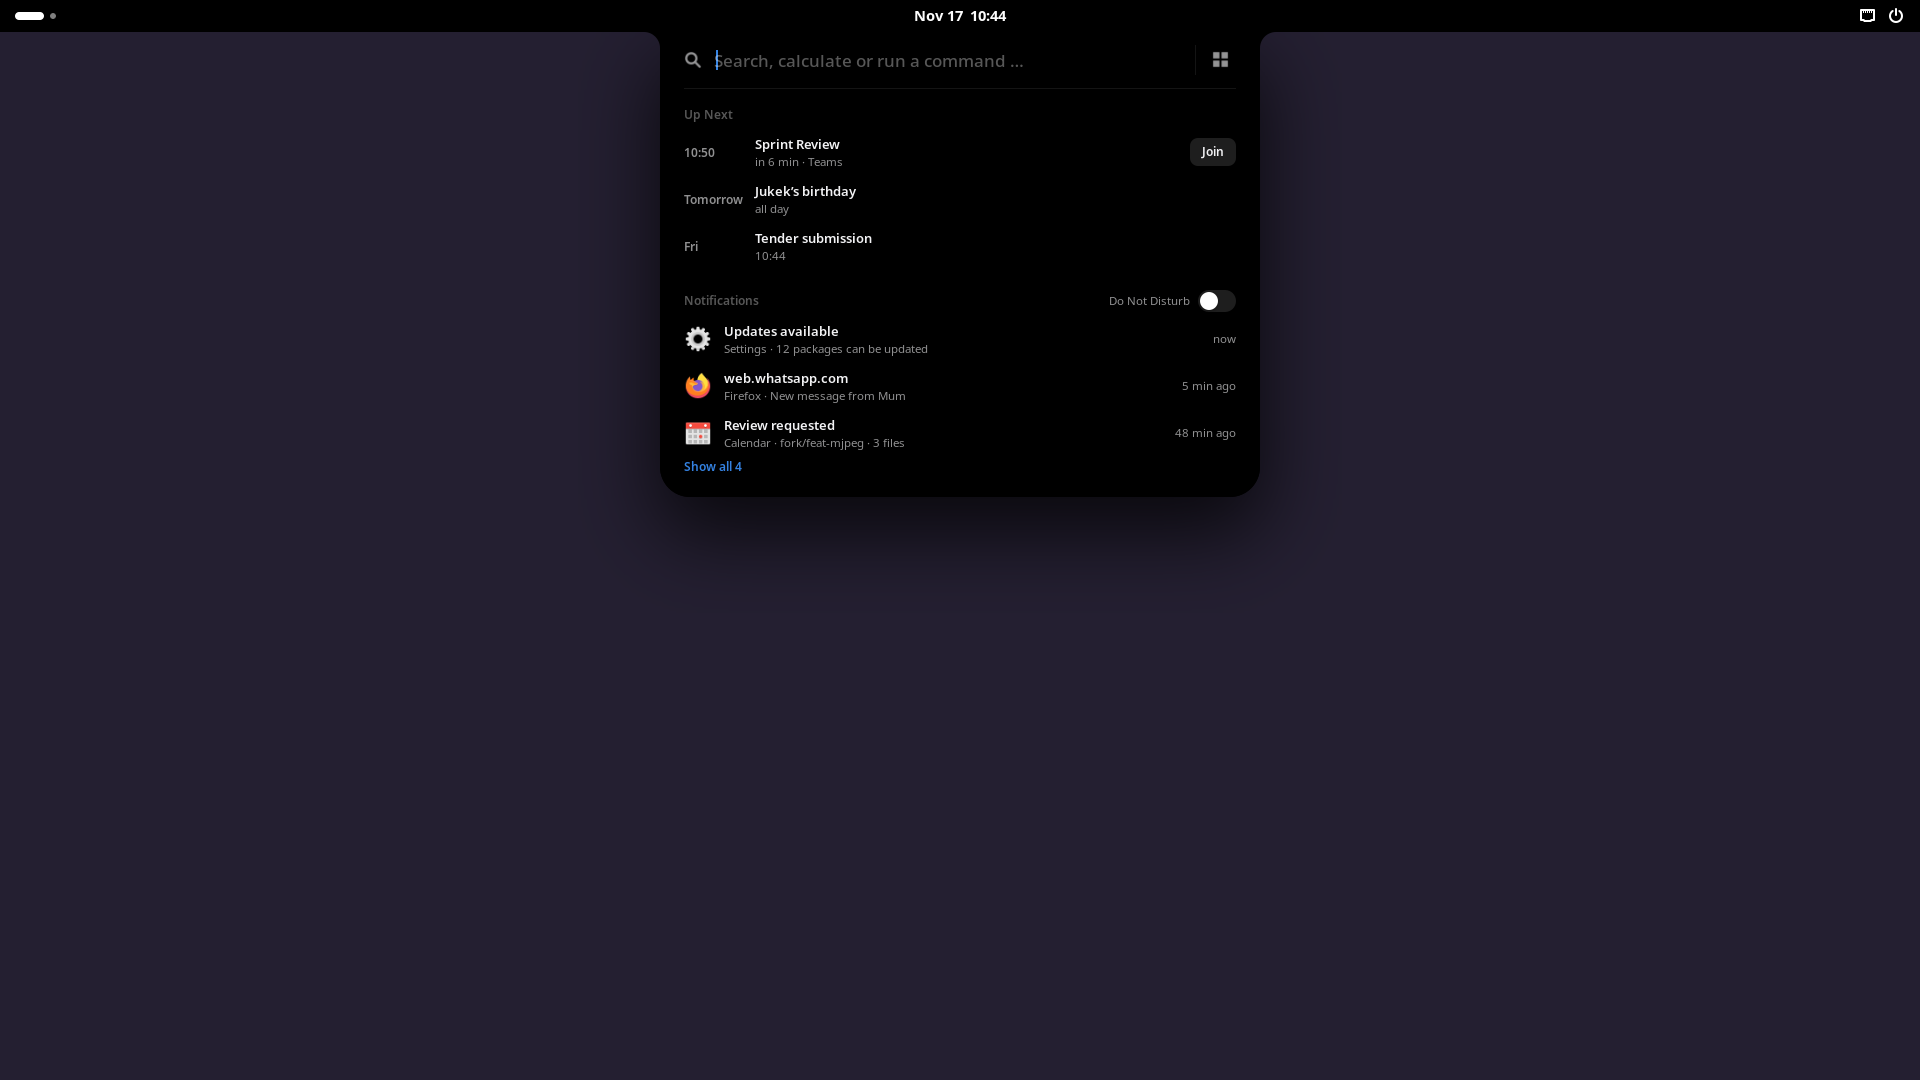 Nov 17 10:44
Search, calculate or run a command ...
Up Next
10:50
Sprint Review
in 6 min · Teams
Join
Tomorrow
Jukek’s birthday
all day
Fri
Tender submission
10:44
Notifications
Do Not Disturb
Updates available
Settings · 12 packages can be updated
now
web.whatsapp.com
Firefox · New message from Mum
5 min ago
Review requested
Calendar · fork/feat-mjpeg · 3 files
48 min ago
Show all 4